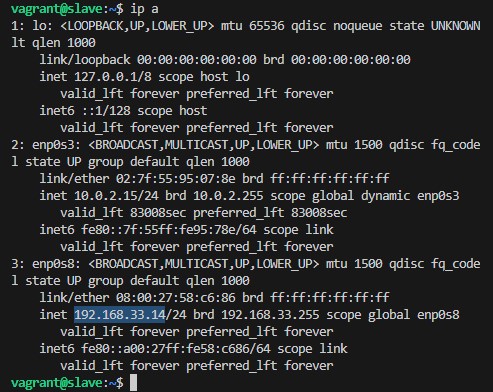 vagrant@slave:~$ ip a
1: lo: <LOOPBACK,UP,LOWER_UP> mtu 65536 qdisc noqueue state UNKNOWN
lt qlen 1000
link/loopback 00:00:00:00:00:00 brd 00:00:00:00:00:00
inet 127.0.0.1/8 scope host lo
valid_lft forever preferred_lft forever
inet6 ::1/128 scope host
valid_lft forever preferred_lft forever
2: enp0s3: <BROADCAST,MULTICAST,UP,LOWER_UP> mtu 1500 qdisc fq_code
l state UP group default qlen 1000
link/ether 02:7f:55:95:07:8e brd ff:ff:ff:ff:ff:ff
inet 10.0.2.15/24 brd 10.0.2.255 scope global dynamic enp0s3
valid_lft 83008sec preferred_lft 83008sec
inet6 fe80::7f:55ff:fe95:78e/64 scope link
valid_lft forever preferred_lft forever
3: enp0s8: <BROADCAST,MULTICAST,UP,LOWER_UP> mtu 1500 qdisc fq_code
l state UP group default qlen 1000
link/ether 08:00:27:58:c6:86 brd ff:ff:ff:ff:ff:ff
inet 192.168.33.14/24 brd 192.168.33.255 scope global enp0s8
valid_lft forever preferred_lft forever
inet6 fe80::a00:27ff:fe58:c686/64 scope link
valid_lft forever preferred_lft forever
vagrant@slave:~$